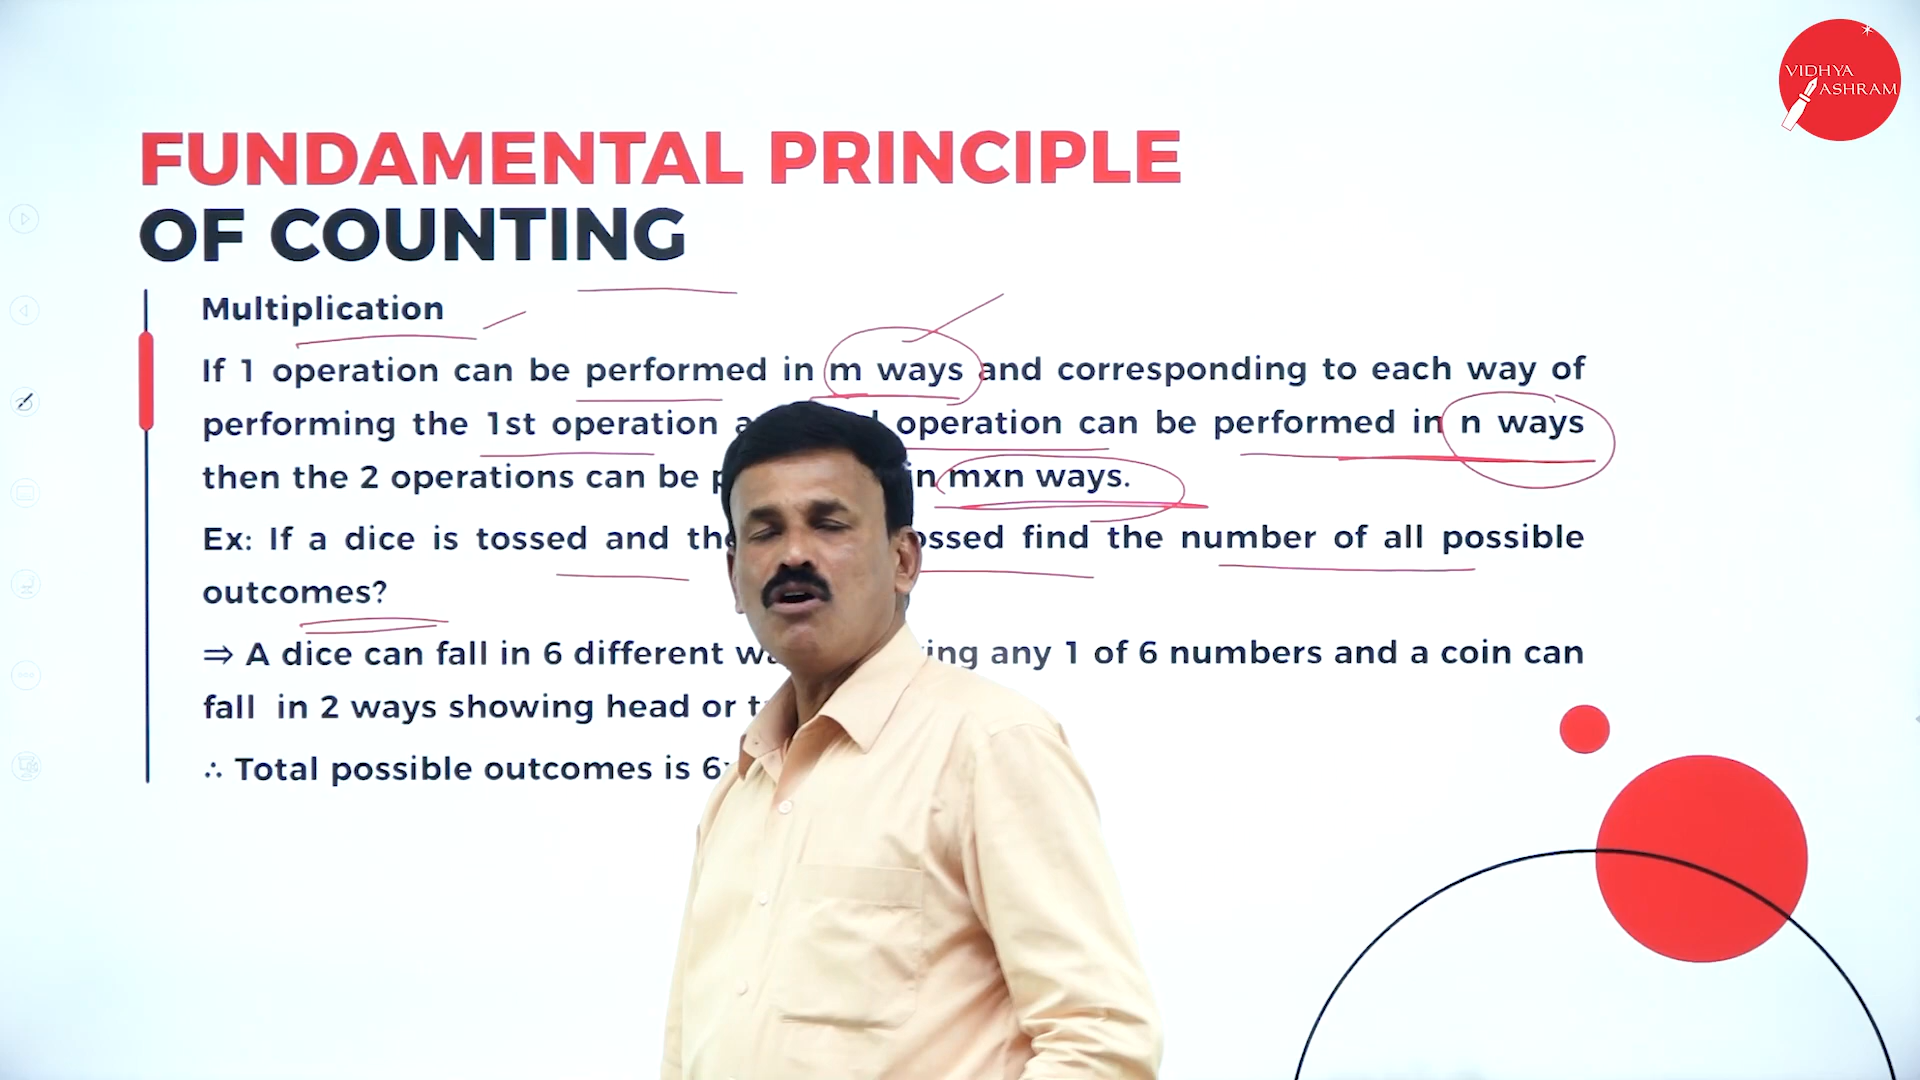 VIDHYA
ASHRAM
FUNDAMENTAL PRINCIPLE
OF COUNTING
Multiplication
If 1 operation can be performed in m ways and corresponding to each way of
performing the 1st operation operation can be performed in n ways
then the 2 operations can be in mxn ways.
Ex: If a dice is tossed and find the number of all possible
outcomes?
⇒ A dice can fall in 6 different any 1 of 6 numbers and a coin can
fall in 2 ways showing head or
∴ Total possible outcomes is 6